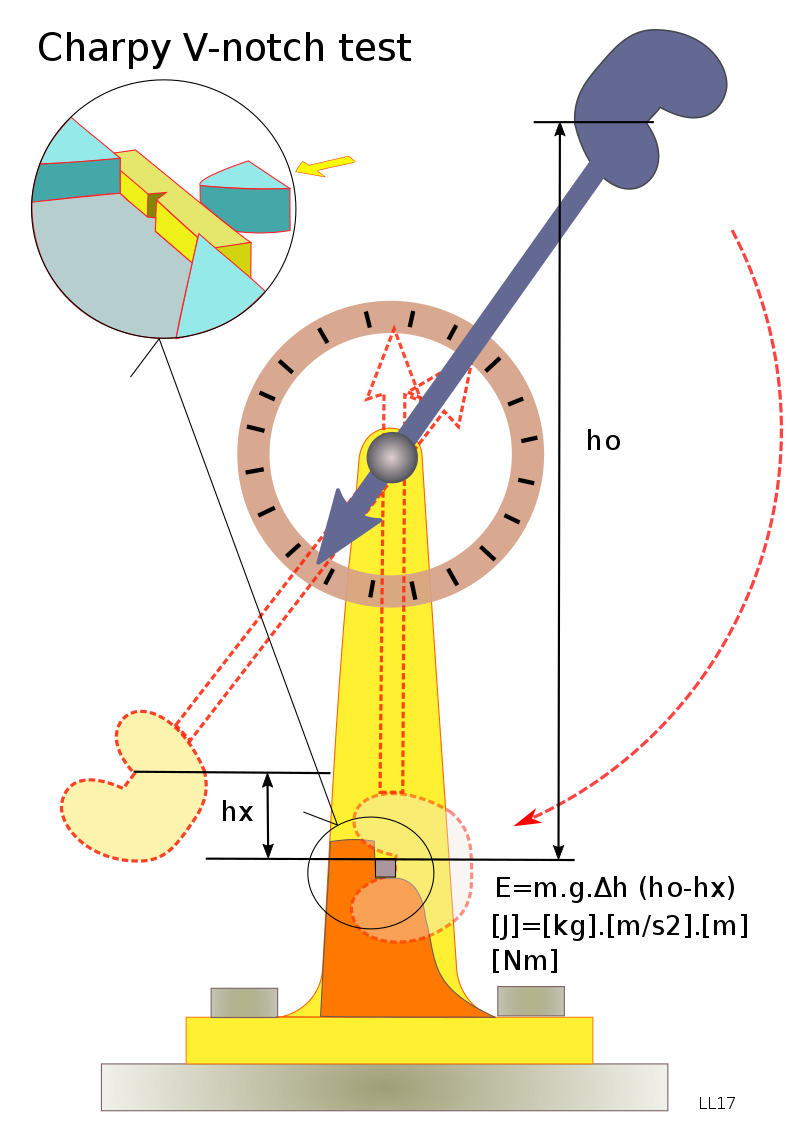 Charpy V-notch test
ho
hx
E=m.g.Δh (ho-hx)
[J]=[kg].[m/s2].[m]
[Nm]
LL17